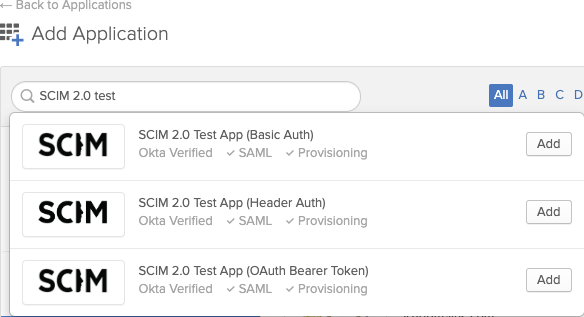 ← Back to Applications
Add Application
SCIM 2.0 test
All A B C D
SCIM
SCIM 2.0 Test App (Basic Auth)
Okta Verified ✓ SAML ✓ Provisioning
Add
SCIM
SCIM 2.0 Test App (Header Auth)
Okta Verified ✓ SAML ✓ Provisioning
Add
SCIM
SCIM 2.0 Test App (OAuth Bearer Token)
Okta Verified ✓ SAML ✓ Provisioning
Add